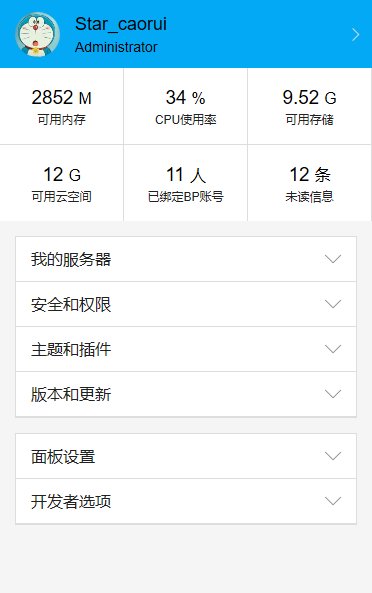 Star_caorui
Administrator
2852 M
34 %
9.52 G
可用内存
CPU使用率
可用存储
12 G
11 人
12 条
可用云空间
已绑定BP账号
未读信息
我的服务器
安全和权限
主题和插件
版本和更新
面板设置
开发者选项